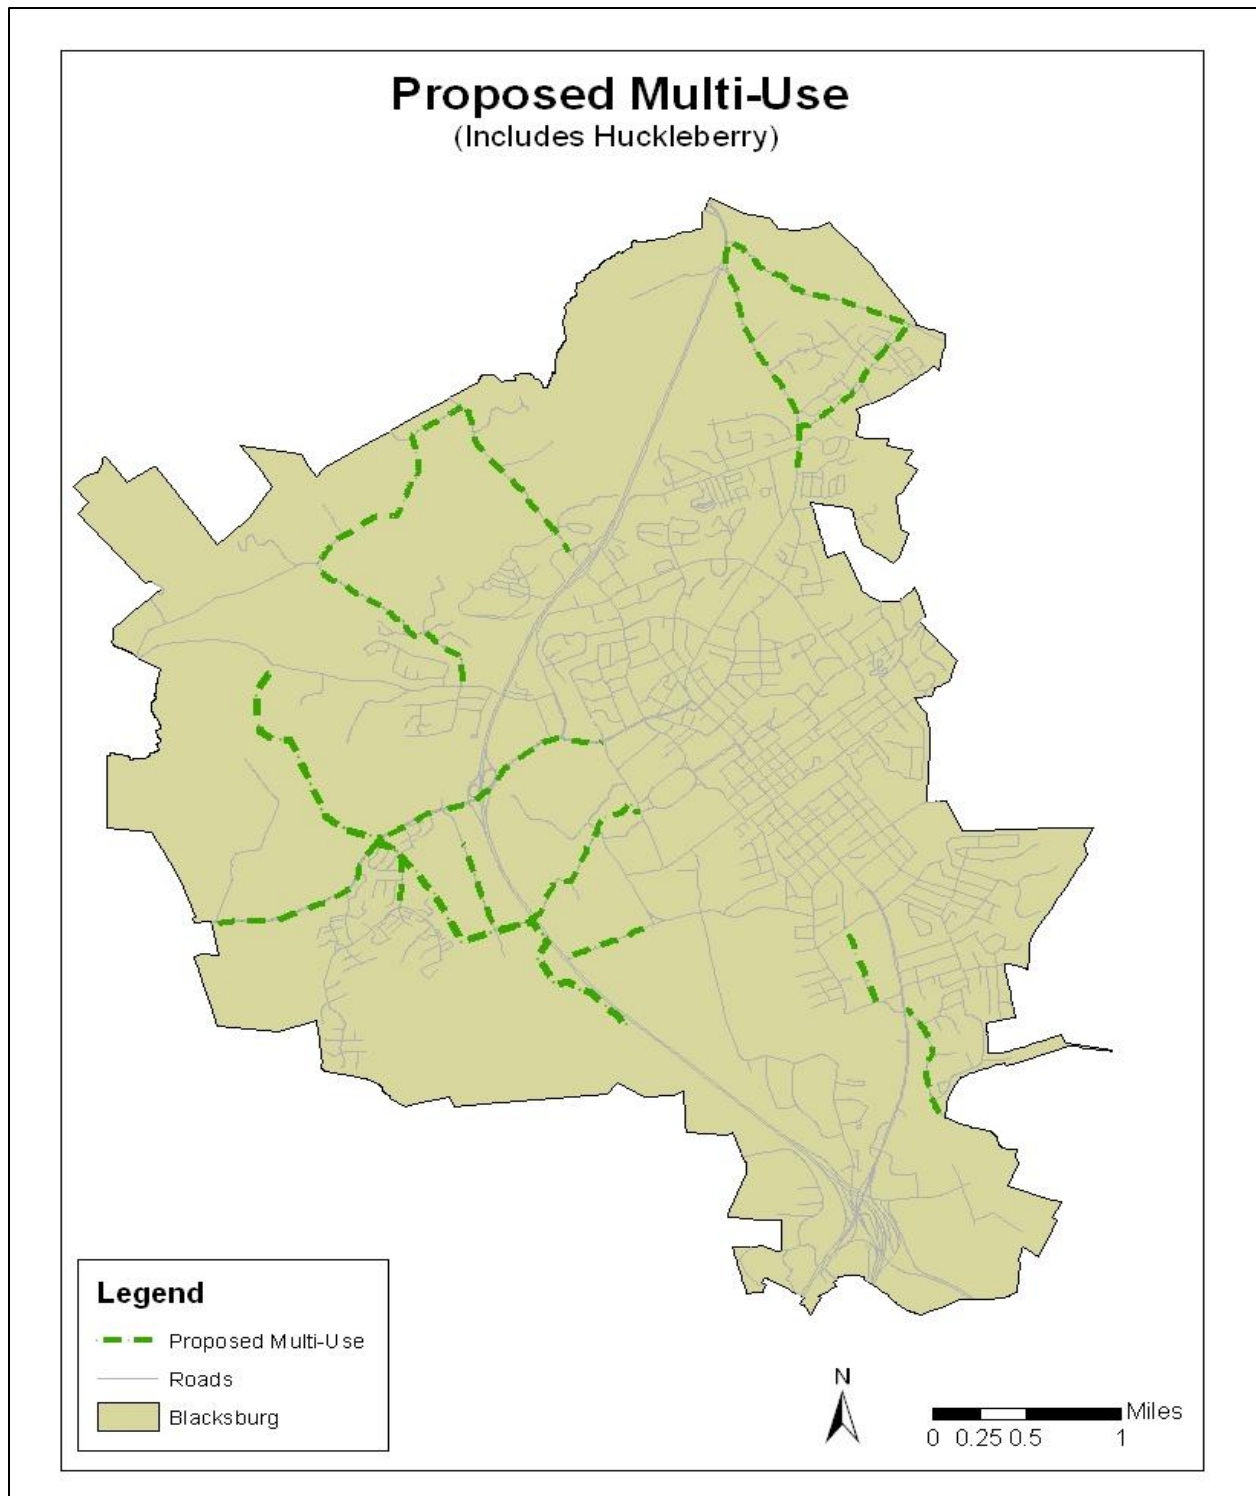 Proposed Multi-Use
(Includes Huckleberry)
Legend
Proposed Multi-Use
Roads
Blacksburg
N
Miles
0 0.25 0.5 1